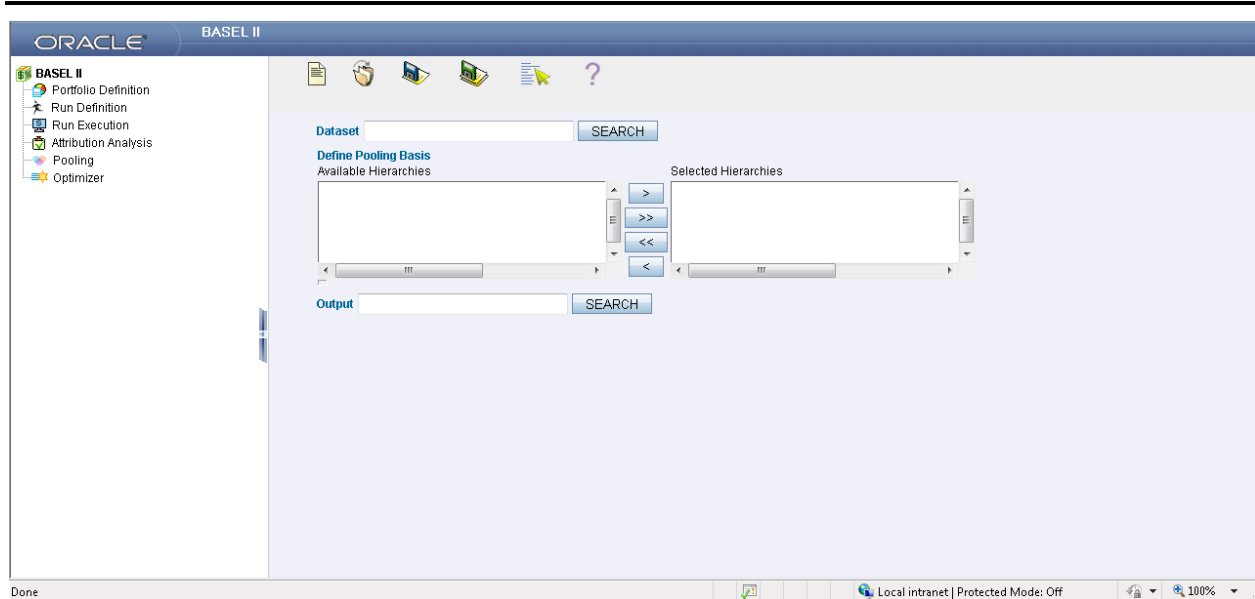 ORACLE
BASEL II
BASEL II
Portfolio Definition
Run Definition
Run Execution
Attribution Analysis
Pooling
Optimizer
?
Dataset SEARCH
Define Pooling Basis
Available Hierarchies Selected Hierarchies
>
>>
<<
<
Output SEARCH
Done Local intranet | Protected Mode: Off 100%